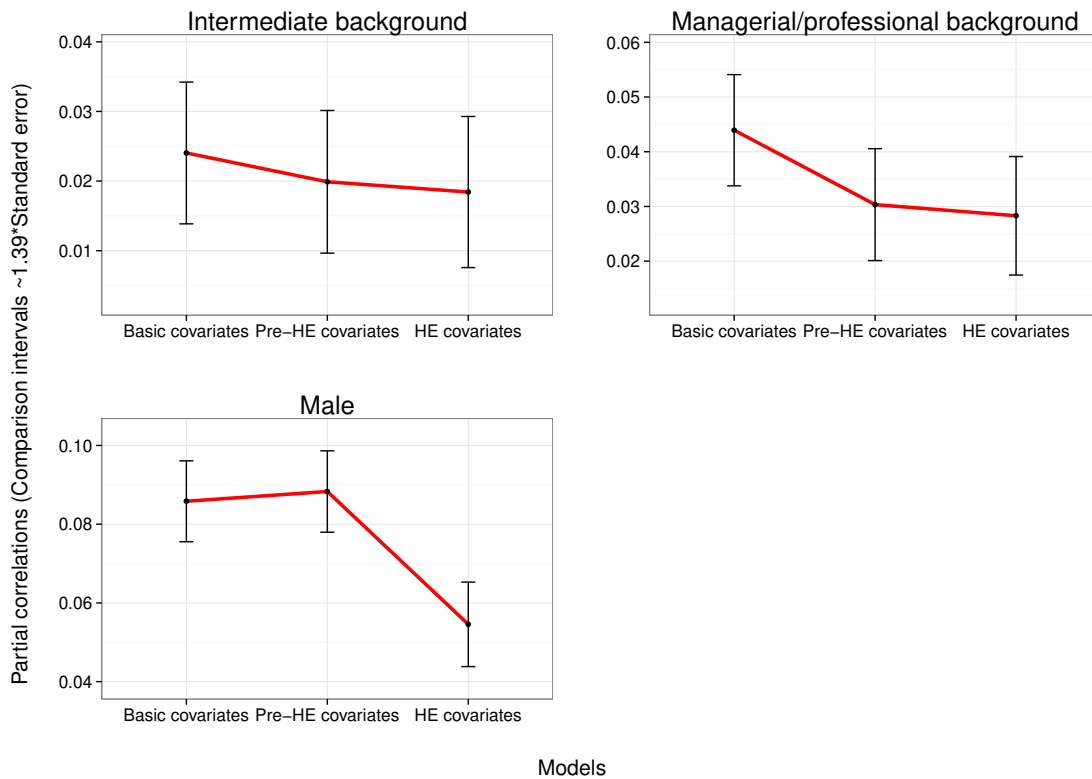 Partial correlations (Comparison intervals ~1.39*Standard error)
Intermediate background
0.04
0.03
0.02
0.01
Basic covariates Pre−HE covariates HE covariates
Managerial/professional background
0.06
0.05
0.04
0.03
0.02
Basic covariates Pre−HE covariates HE covariates
Male
0.10
0.08
0.06
0.04
Basic covariates Pre−HE covariates HE covariates
Models